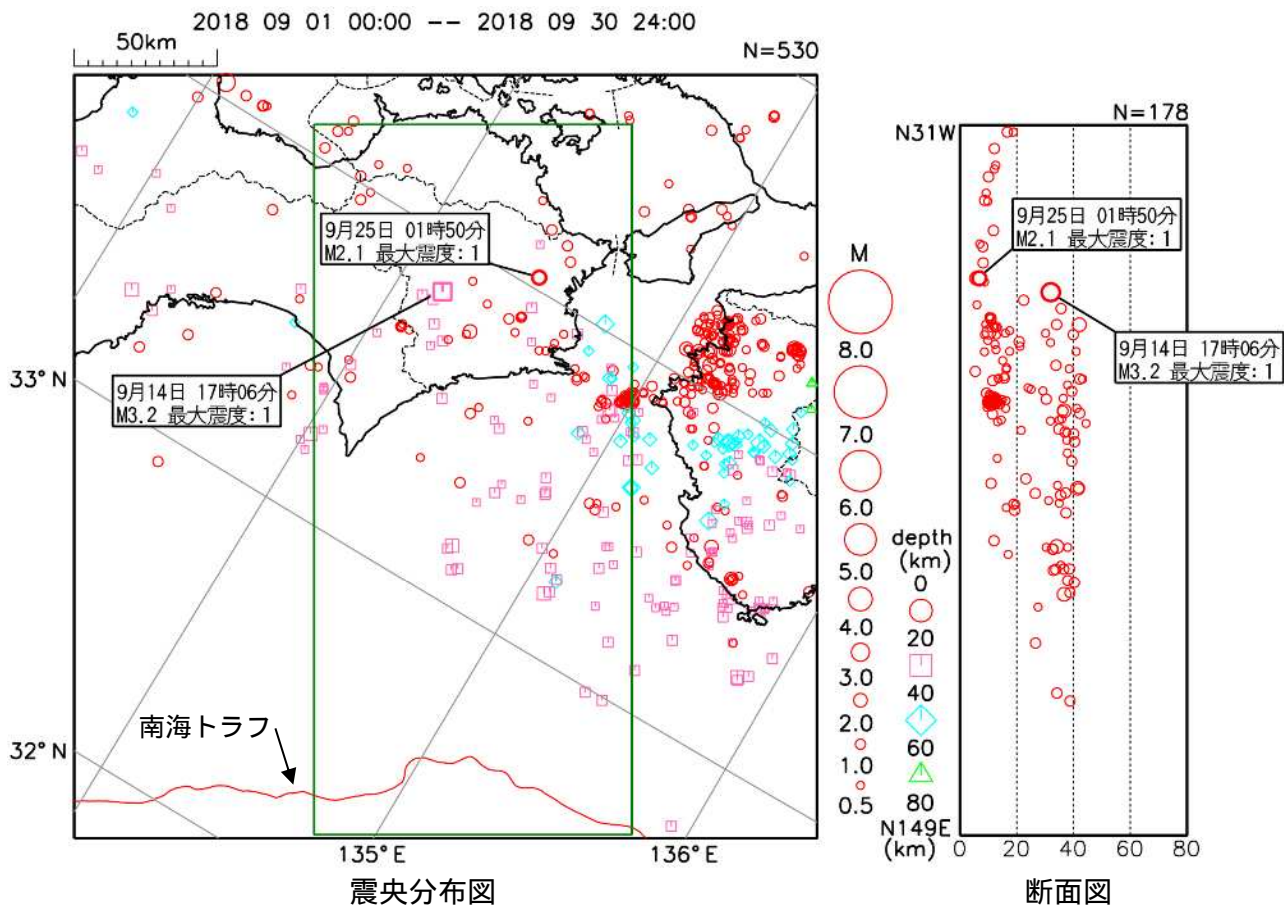 2018 09 01 00:00 -- 2018 09 30 24:00
50km
N=530
9月25日 01時50分
M2.1 最大震度:1
9月14日 17時06分
M3.2 最大震度:1
33°N
32°N
南海トラフ
135°E
136°E
震央分布図
M
8.0
7.0
6.0
5.0
4.0
3.0
2.0
1.0
0.5
depth
(km)
0
20
40
60
80
N=178
N31W
9月25日 01時50分
M2.1 最大震度:1
9月14日 17時06分
M3.2 最大震度:1
N149E
(km)
0 20 40 60 80
断面図